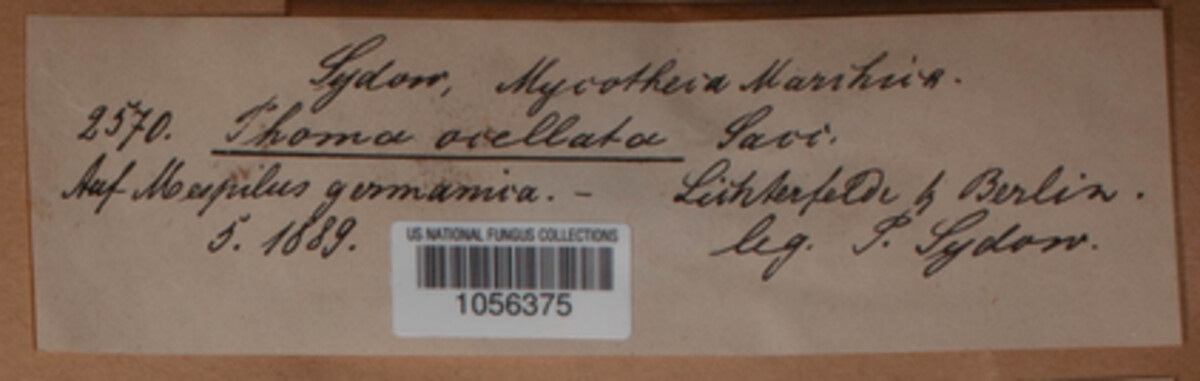 Sydow, Mycotheca Marchica.
2570. Phoma ocellata Sacc.
Auf Mespilus germanica. – Lichterfelde b Berlin.
5. 1889. leg. P. Sydow.
US NATIONAL FUNGUS COLLECTIONS
1056375